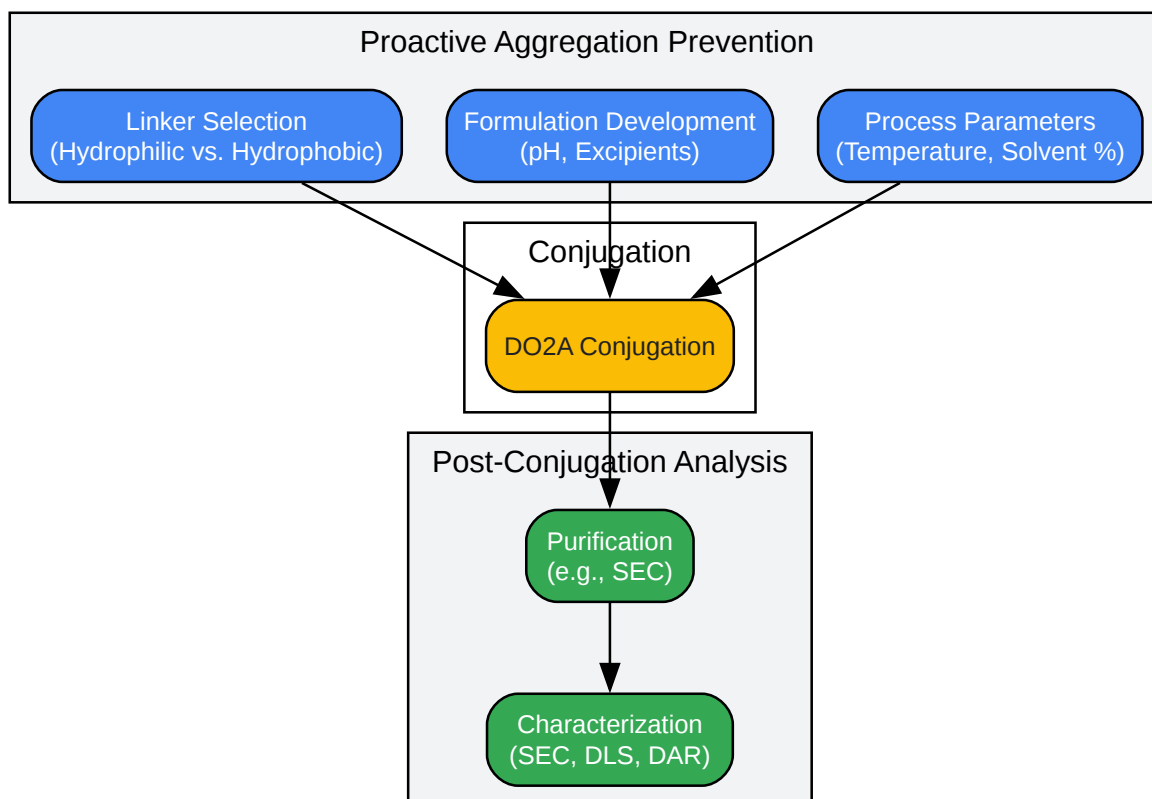 Proactive Aggregation Prevention
Linker Selection
(Hydrophilic vs. Hydrophobic)
Formulation Development
(pH, Excipients)
Process Parameters
(Temperature, Solvent %)
Conjugation
DO2A Conjugation
Post-Conjugation Analysis
Purification
(e.g., SEC)
Characterization
(SEC, DLS, DAR)